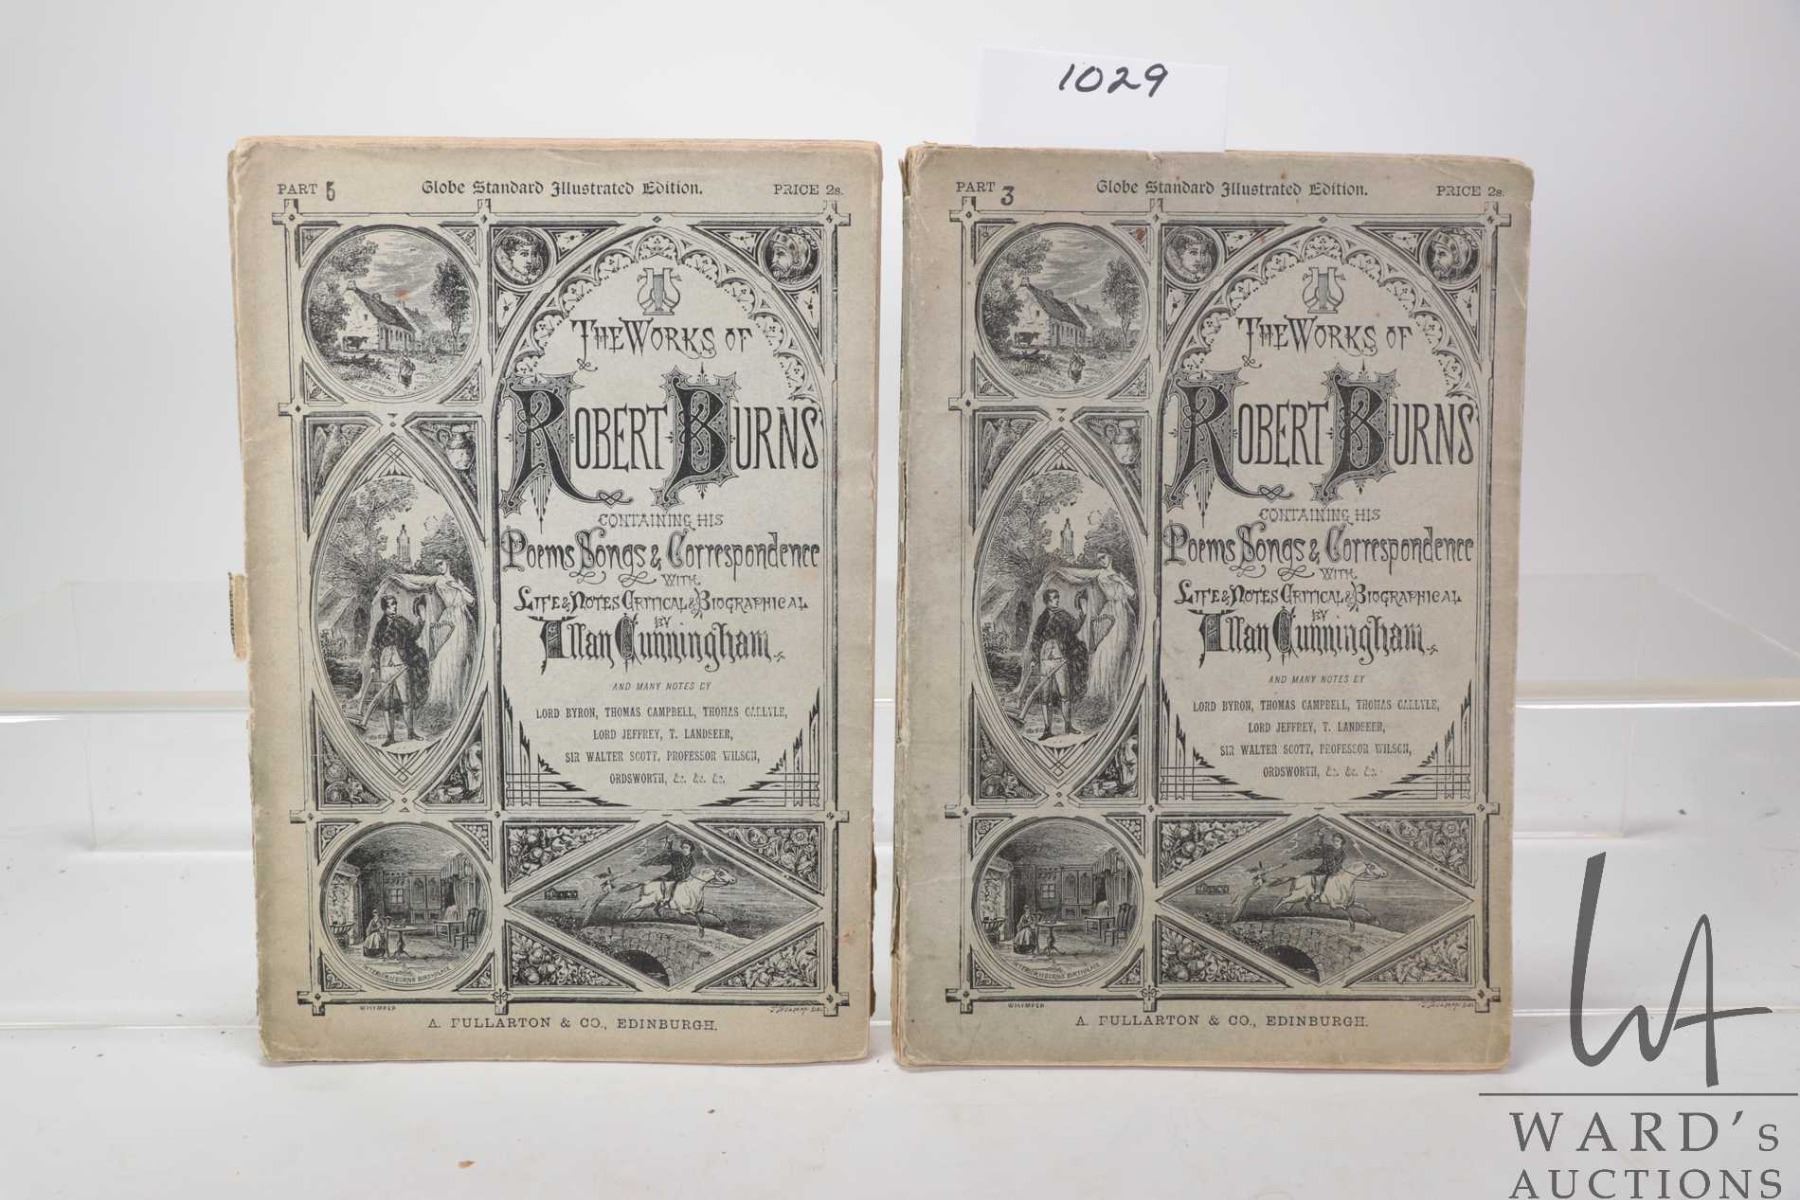 1029
PART 5 Globe Standard Illustrated Edition. PRICE 2s.
THE WORKS OF
ROBERT BURNS
CONTAINING HIS
Poems Songs & Correspondence
WITH
LIFE & NOTES CRITICAL & BIOGRAPHICAL
BY
Allan Cunningham
AND MANY NOTES BY
LORD BYRON, THOMAS CAMPBELL, THOMAS CARLYLE,
LORD JEFFREY, T. LANDSEER,
SIR WALTER SCOTT, PROFESSOR WILSON,
ORDSWORTH, &c. &c. &c.
WHYMPER
A. FULLARTON & CO., EDINBURGH.
PART 3 Globe Standard Illustrated Edition. PRICE 2s.
THE WORKS OF
ROBERT BURNS
CONTAINING HIS
Poems Songs & Correspondence
WITH
LIFE & NOTES CRITICAL & BIOGRAPHICAL
BY
Allan Cunningham
AND MANY NOTES BY
LORD BYRON, THOMAS CAMPBELL, THOMAS CARLYLE,
LORD JEFFREY, T. LANDSEER,
SIR WALTER SCOTT, PROFESSOR WILSON,
ORDSWORTH, &c. &c. &c.
WHYMPER
A. FULLARTON & CO., EDINBURGH.
WA
WARD's
AUCTIONS